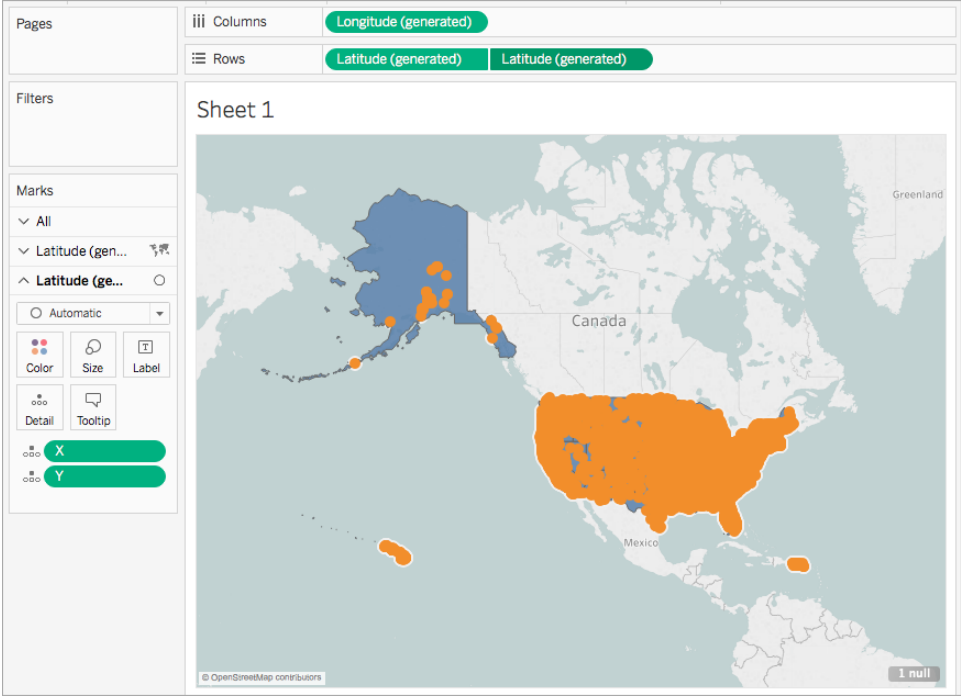 Pages
iii Columns
Longitude (generated)
Rows
Latitude (generated)
Latitude (generated)
Filters
Marks
All
Latitude (gen...
Latitude (ge...
Automatic
Color
Size
T
Label
Detail
Tooltip
X
Y
Sheet 1
Greenland
Canada
Mexico
© OpenStreetMap contributors
1 null